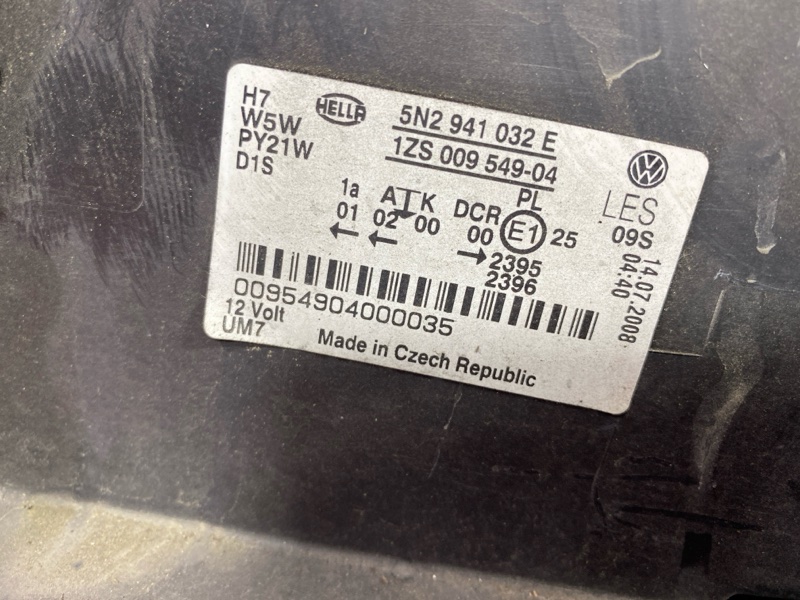 H7
W5W
PY21W
D1S
HELLA
5N2 941 032 E
1ZS 009 549-04
1a
01
A T K
02 00
DCR
00
PL
E1 25
2395
2396
VW
LES
09S 14.07.2008
04:40
00954904000035
12 Volt
UM7
Made in Czech Republic